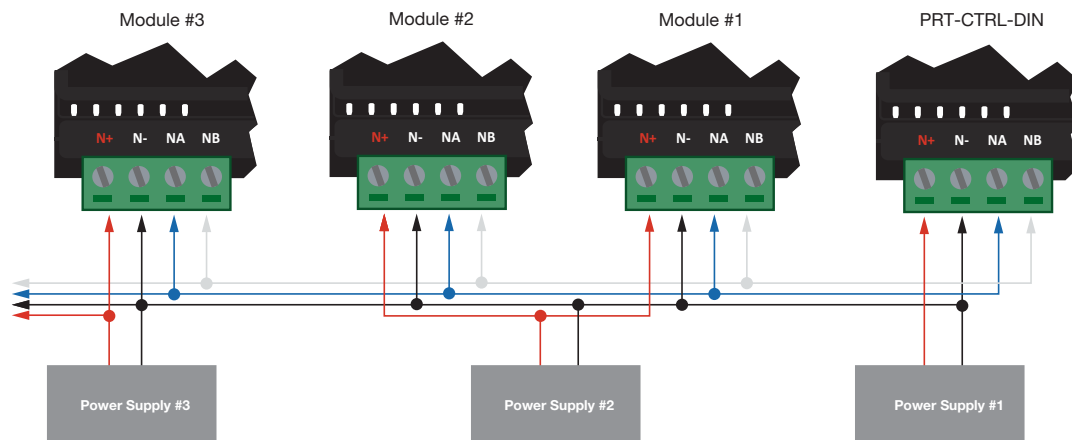 Module #3 Module #2 Module #1 PRT-CTRL-DIN
N+ N- NA NB N+ N- NA NB N+ N- NA NB N+ N- NA NB
Power Supply #3 Power Supply #2 Power Supply #1